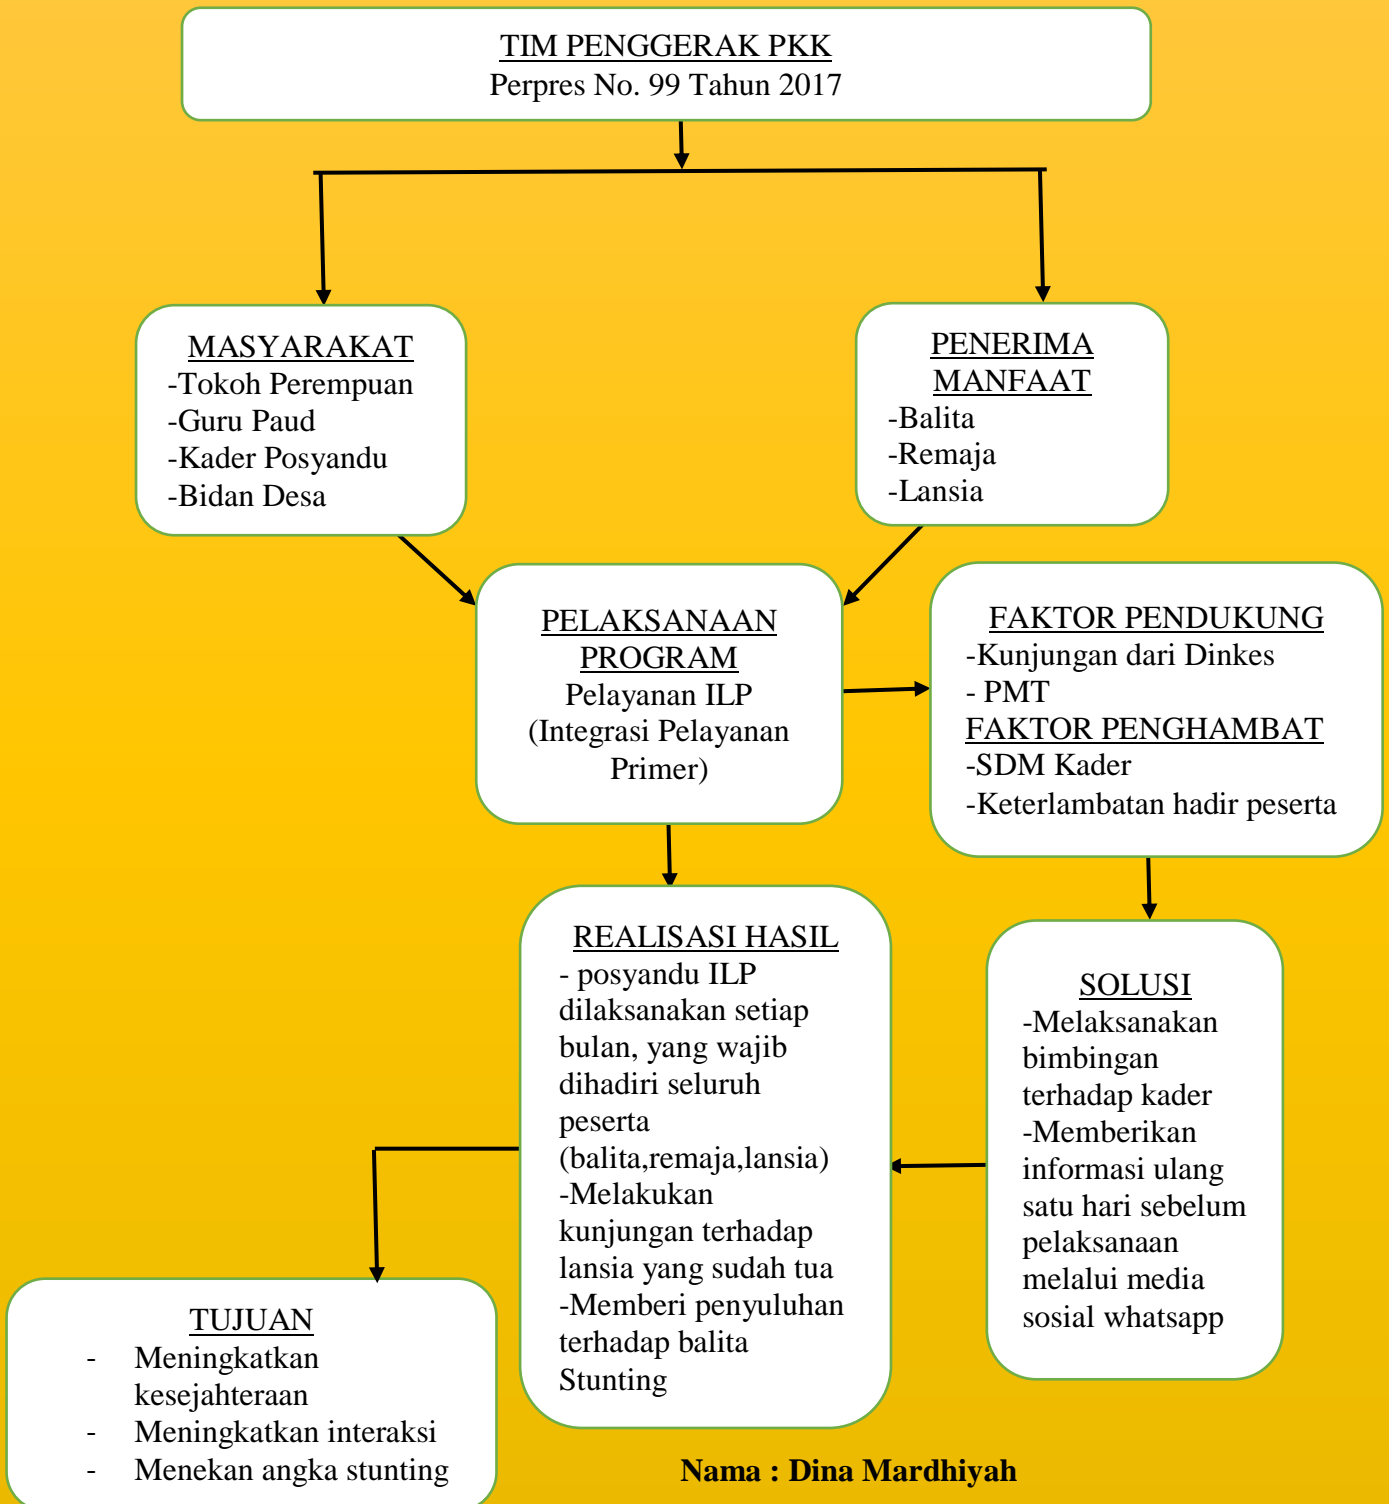 TIM PENGGERAK PKK
Perpres No. 99 Tahun 2017
MASYARAKAT
-Tokoh Perempuan
-Guru Paud
-Kader Posyandu
-Bidan Desa
PENERIMA
MANFAAT
-Balita
-Remaja
-Lansia
PELAKSANAAN
PROGRAM
Pelayanan ILP
(Integrasi Pelayanan
Primer)
FAKTOR PENDUKUNG
-Kunjungan dari Dinkes
- PMT
FAKTOR PENGHAMBAT
-SDM Kader
-Keterlambatan hadir peserta
REALISASI HASIL
- posyandu ILP
dilaksanakan setiap
bulan, yang wajib
dihadiri seluruh
peserta
(balita,remaja,lansia)
-Melakukan
kunjungan terhadap
lansia yang sudah tua
-Memberi penyuluhan
terhadap balita
Stunting
SOLUSI
-Melaksanakan
bimbingan
terhadap kader
-Memberikan
informasi ulang
satu hari sebelum
pelaksanaan
melalui media
sosial whatsapp
TUJUAN
- Meningkatkan
kesejahteraan
- Meningkatkan interaksi
- Menekan angka stunting
Nama : Dina Mardhiyah